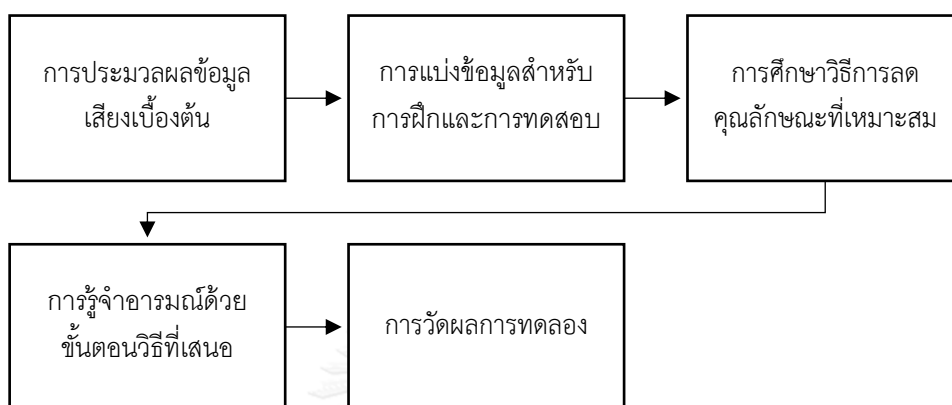 การประมวลผลข้อมูล
เสียงเบื้องต้น
การแบ่งข้อมูลสำหรับ
การฝึกและการทดสอบ
การศึกษาวิธีการลด
คุณลักษณะที่เหมาะสม
การรู้จำอารมณ์ด้วย
ขั้นตอนวิธีที่เสนอ
การวัดผลการทดลอง